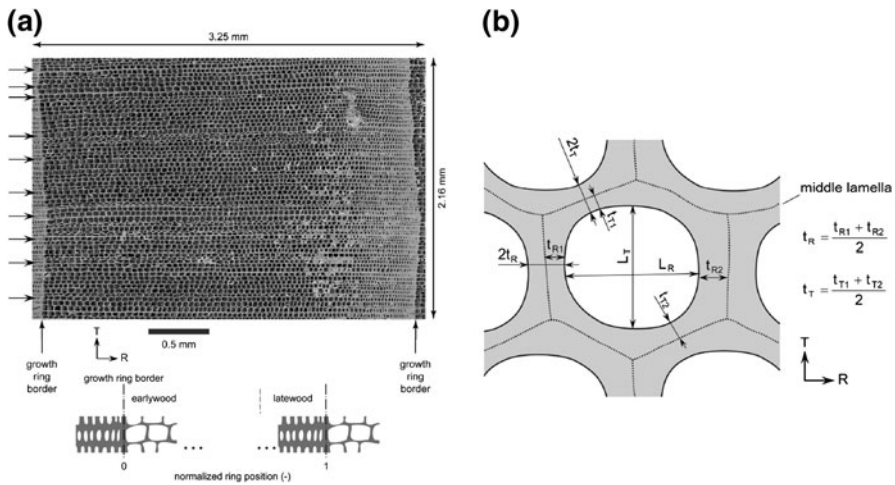 (a)
3.25 mm
2.16 mm
T
R
0.5 mm
growth
ring
border
growth
ring
border
growth ring border
earlywood
latewood
0
1
normalized ring position (-)
(b)
2t_T
t_T1
middle lamella
2t_R
t_R1
L_T
L_R
t_R2
t_R = (t_R1 + t_R2)/2
t_T2
t_T = (t_T1 + t_T2)/2
T
R